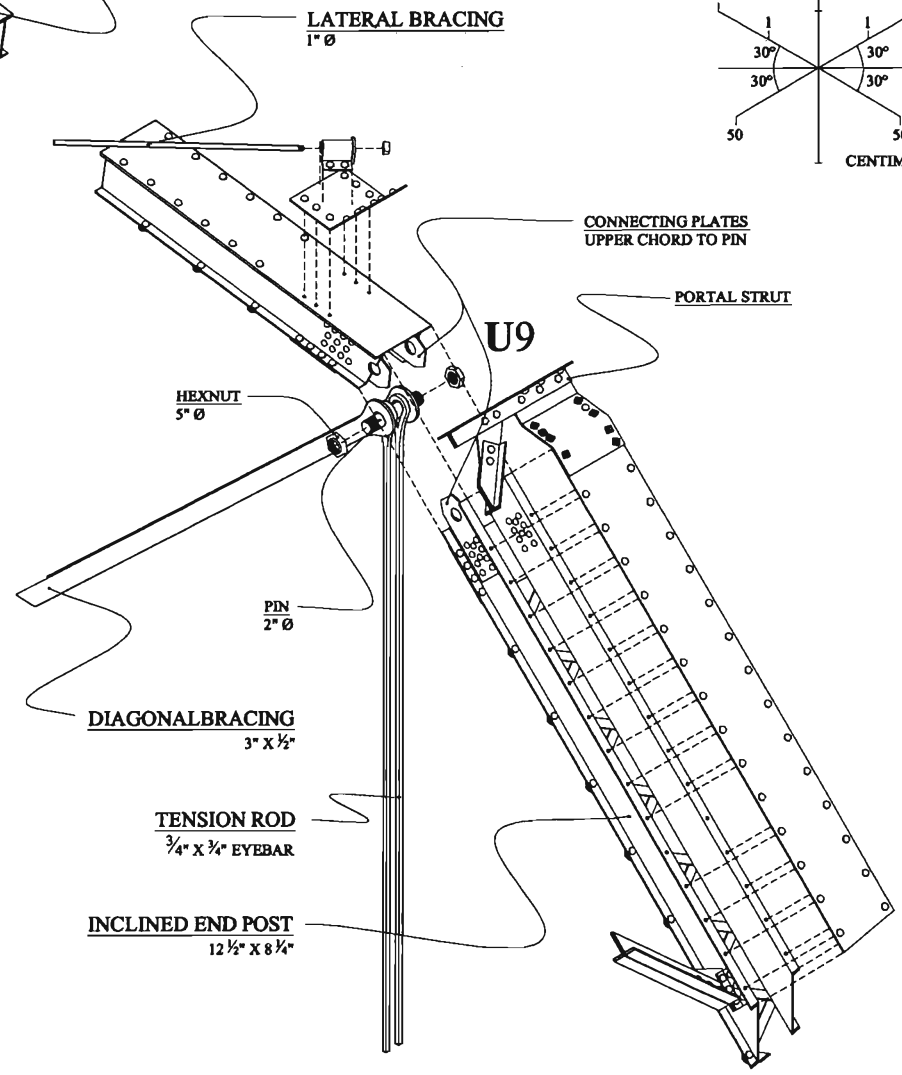 LATERAL BRACING
1" Ø
1 1
30° 30°
30° 30°
50 50
CENTIM
CONNECTING PLATES
UPPER CHORD TO PIN
PORTAL STRUT
U9
HEXNUT
5" Ø
PIN
2" Ø
DIAGONALBRACING
3" X ½"
TENSION ROD
¾" X ¾" EYEBAR
INCLINED END POST
12 ½" X 8 ¼"